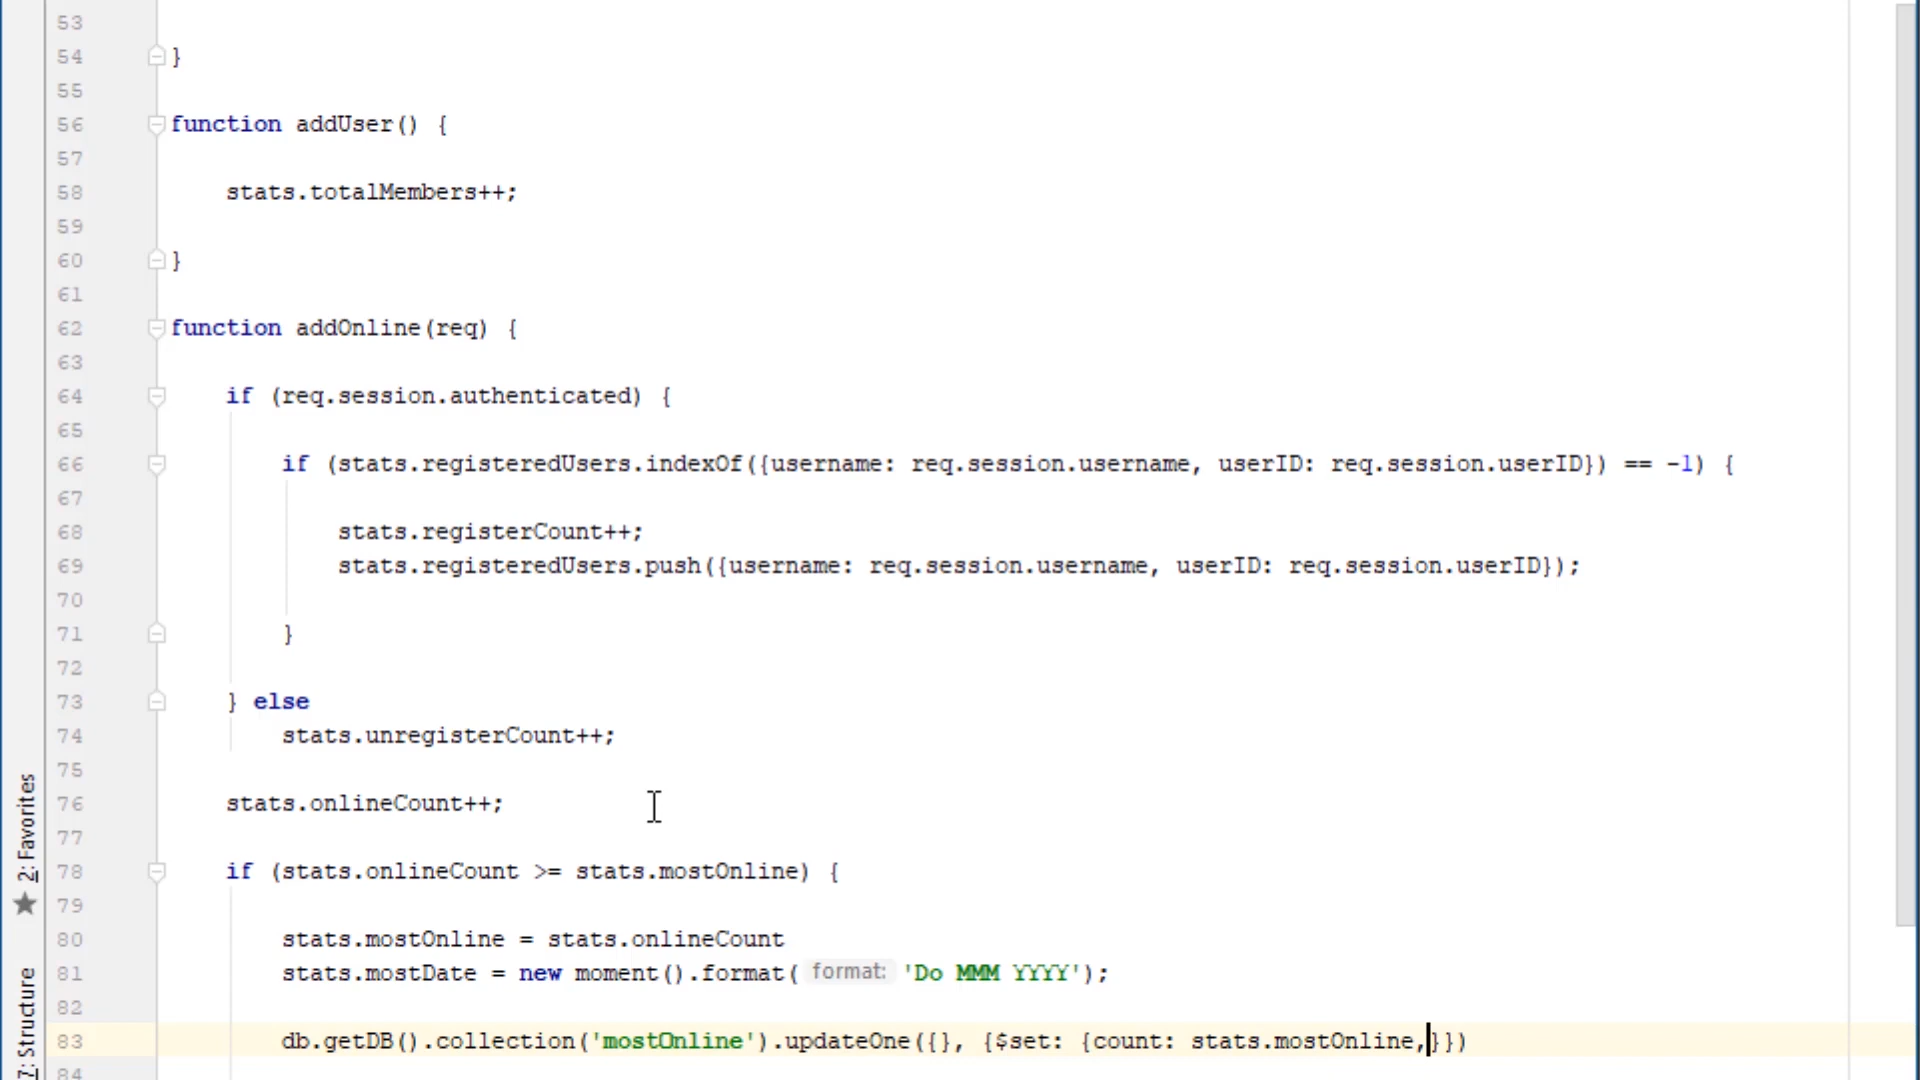 53
54 }
55
56 function addUser() {
57
58 stats.totalMembers++;
59
60 }
61
62 function addOnline(req) {
63
64 if (req.session.authenticated) {
65
66 if (stats.registeredUsers.indexOf({username: req.session.username, userID: req.session.userID}) == -1) {
67
68 stats.registerCount++;
69 stats.registeredUsers.push({username: req.session.username, userID: req.session.userID});
70
71 }
72
73 } else
74 stats.unregisterCount++;
75
76 stats.onlineCount++;
77
78 if (stats.onlineCount >= stats.mostOnline) {
79
80 stats.mostOnline = stats.onlineCount
81 stats.mostDate = new moment().format( format: 'Do MMM YYYY');
82
83 db.getDB().collection('mostOnline').updateOne({}, {$set: {count: stats.mostOnline,}})
84
2: Favorites
7: Structure